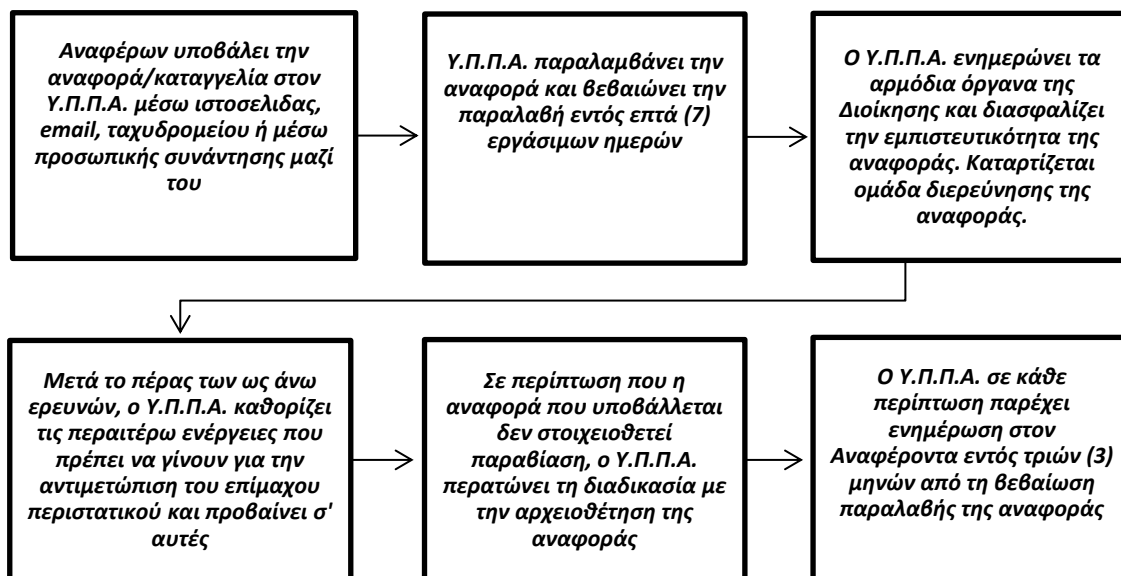 Αναφέρων υποβάλει την
αναφορά/καταγγελία στον
Υ.Π.Π.Α. μέσω ιστοσελιδας,
email, ταχυδρομείου ή μέσω
προσωπικής συνάντησης μαζί
του
Υ.Π.Π.Α. παραλαμβάνει την
αναφορά και βεβαιώνει την
παραλαβή εντός επτά (7)
εργάσιμων ημερών
Ο Υ.Π.Π.Α. ενημερώνει τα
αρμόδια όργανα της
Διοίκησης και διασφαλίζει
την εμπιστευτικότητα της
αναφοράς. Καταρτίζεται
ομάδα διερεύνησης της
αναφοράς.
Μετά το πέρας των ως άνω
ερευνών, ο Υ.Π.Π.Α. καθορίζει
τις περαιτέρω ενέργειες που
πρέπει να γίνουν για την
αντιμετώπιση του επίμαχου
περιστατικού και προβαίνει σ'
αυτές
Σε περίπτωση που η
αναφορά που υποβάλλεται
δεν στοιχειοθετεί
παραβίαση, ο Υ.Π.Π.Α.
περατώνει τη διαδικασία με
την αρχειοθέτηση της
αναφοράς
Ο Υ.Π.Π.Α. σε κάθε
περίπτωση παρέχει
ενημέρωση στον
Αναφέροντα εντός τριών (3)
μηνών από τη βεβαίωση
παραλαβής της αναφοράς